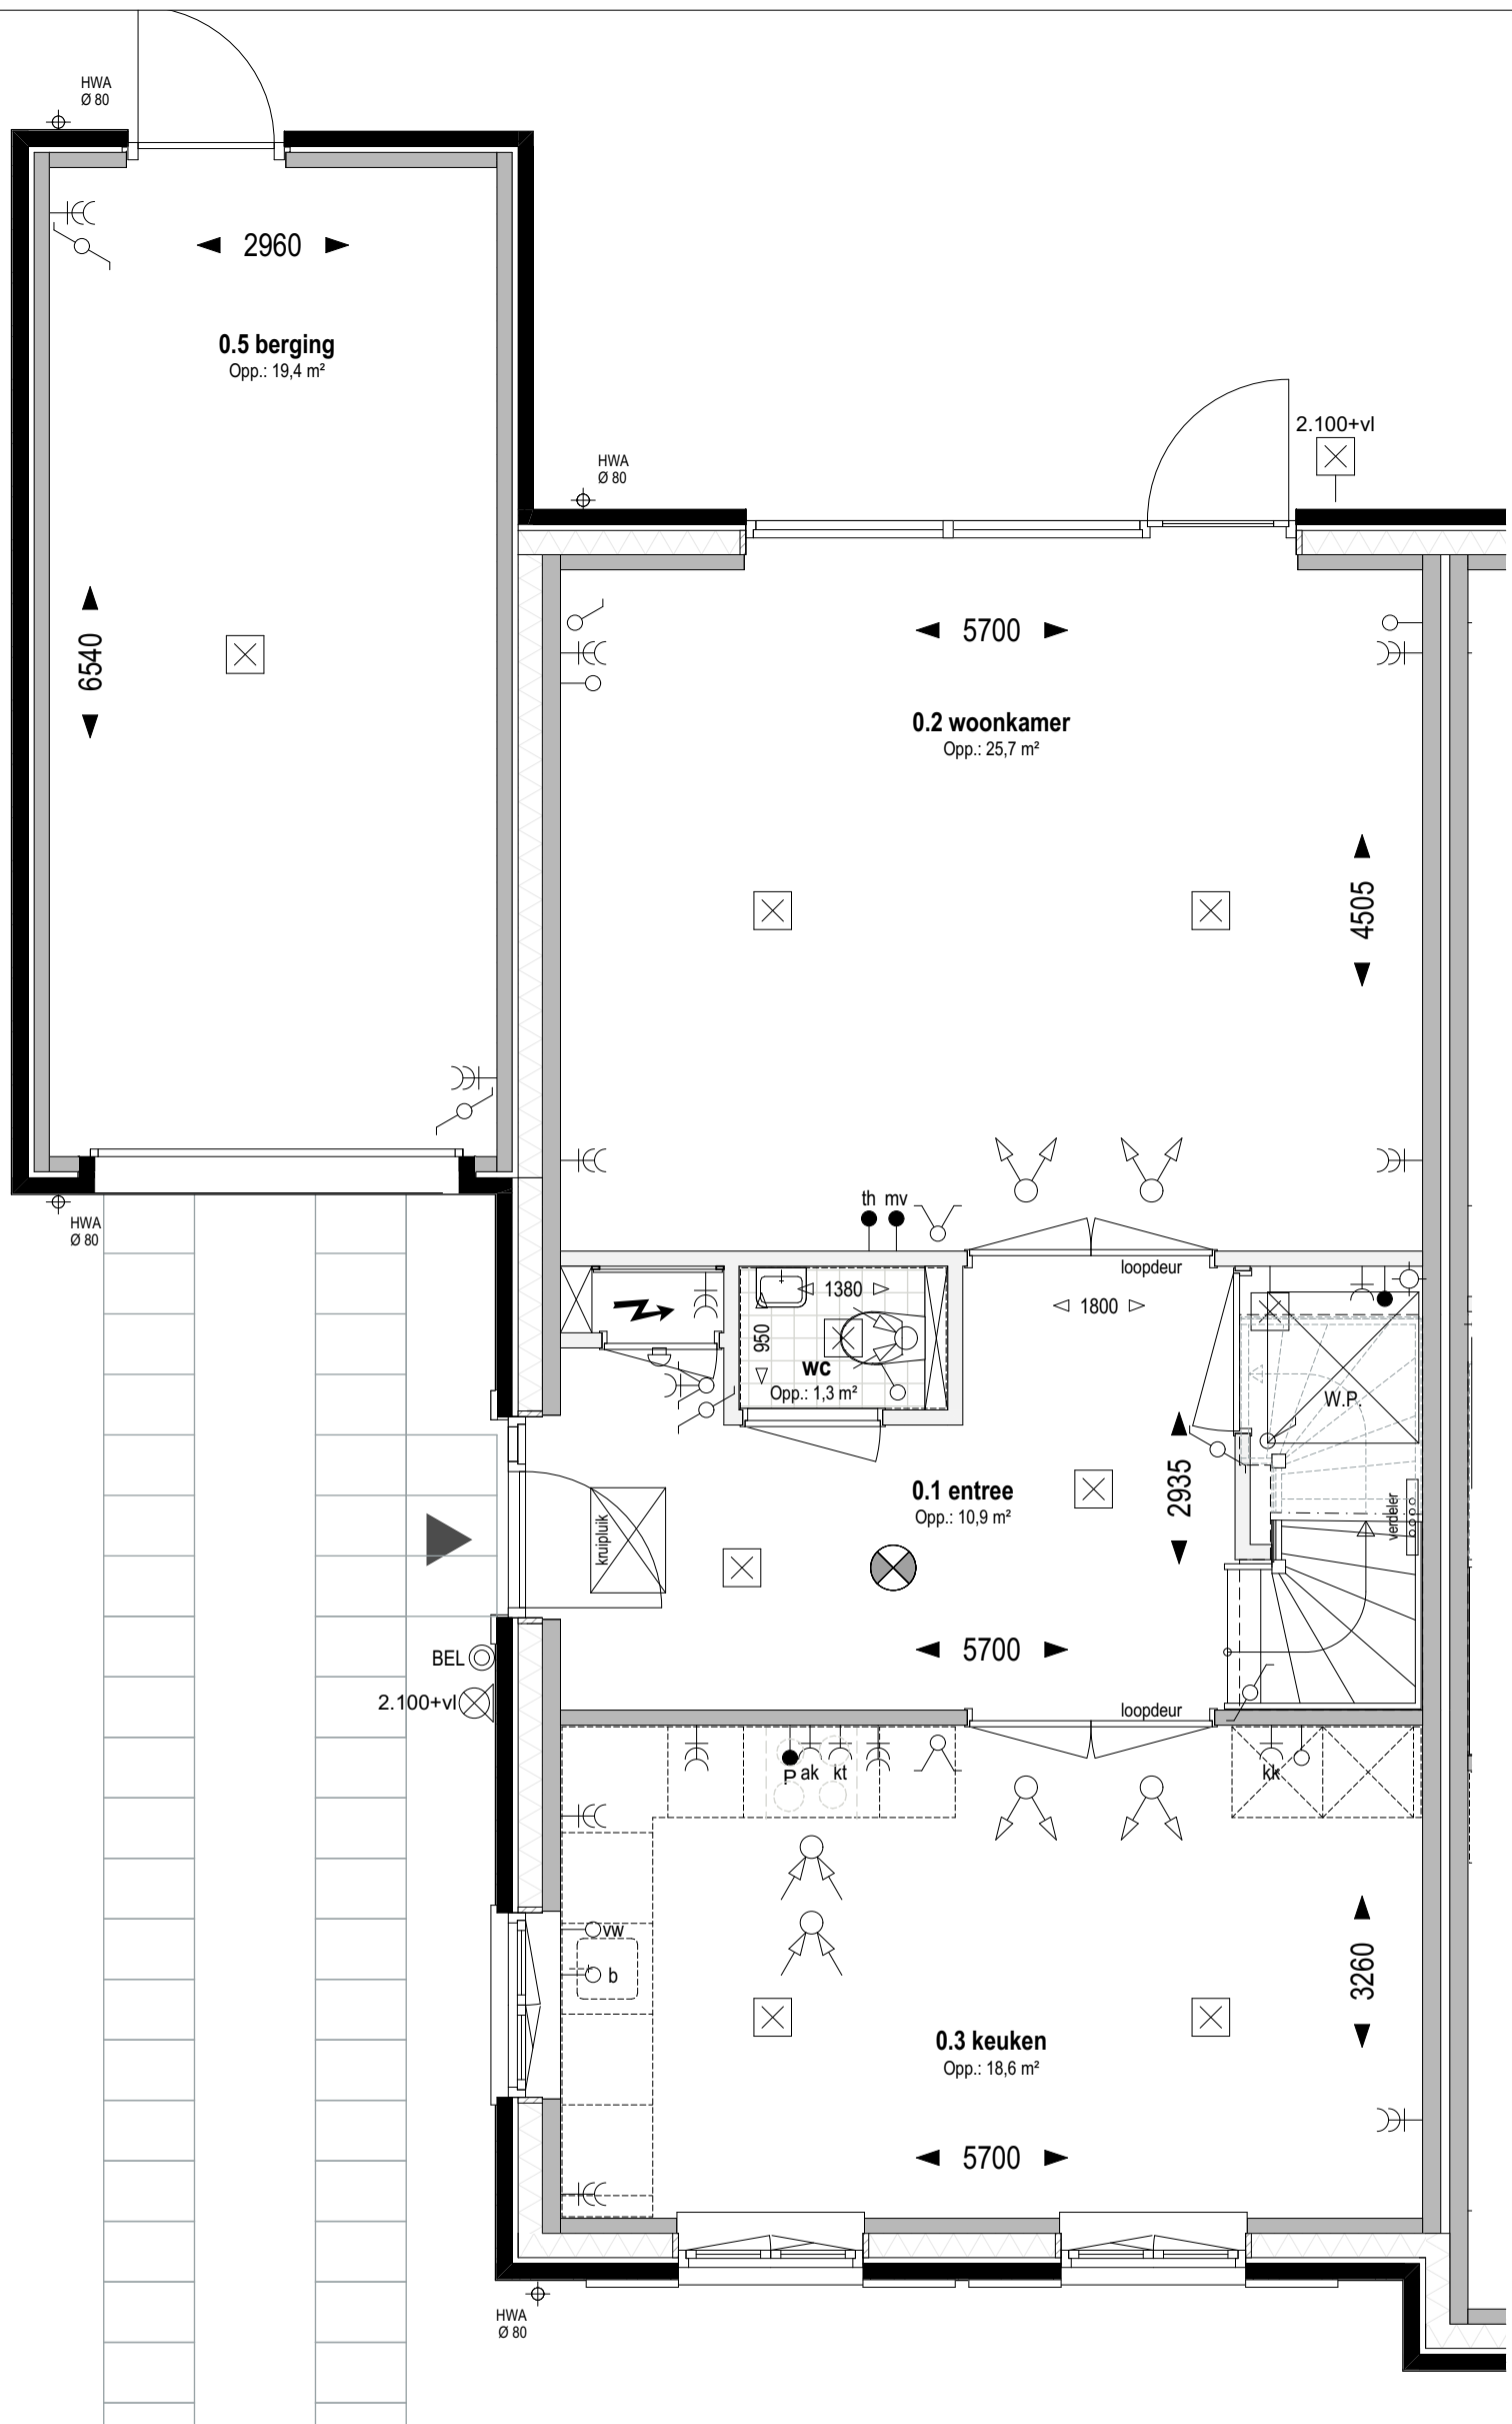 HWA
Ø 80
2960
0.5 berging
Opp.: 19,4 m²
6540
HWA
Ø 80
2.100+vl
5700
0.2 woonkamer
Opp.: 25,7 m²
4505
HWA
Ø 80
th mv
loopdeur
1380
1800
950
wc
Opp.: 1,3 m²
W.P.
2935
0.1 entree
Opp.: 10,9 m²
kruipluik
verdeler
5700
BEL
2.100+vl
loopdeur
P ak kt
kk
vw
b
3260
0.3 keuken
Opp.: 18,6 m²
5700
HWA
Ø 80